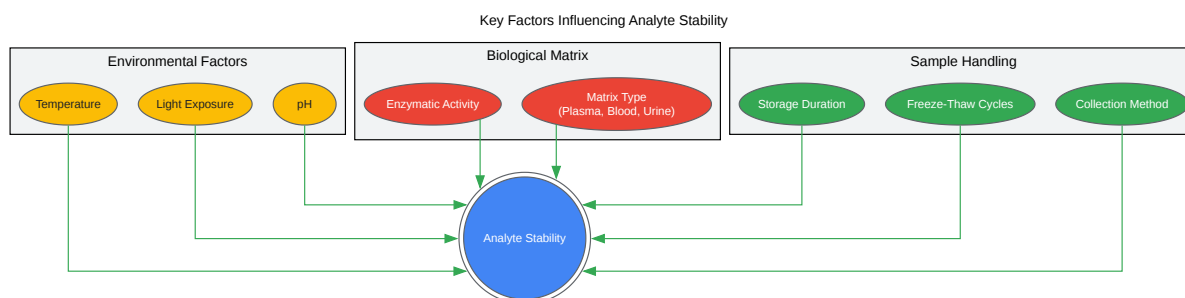 Key Factors Influencing Analyte Stability
Environmental Factors
Biological Matrix
Sample Handling
Temperature
Light Exposure
pH
Enzymatic Activity
Matrix Type
(Plasma, Blood, Urine)
Storage Duration
Freeze-Thaw Cycles
Collection Method
Analyte Stability